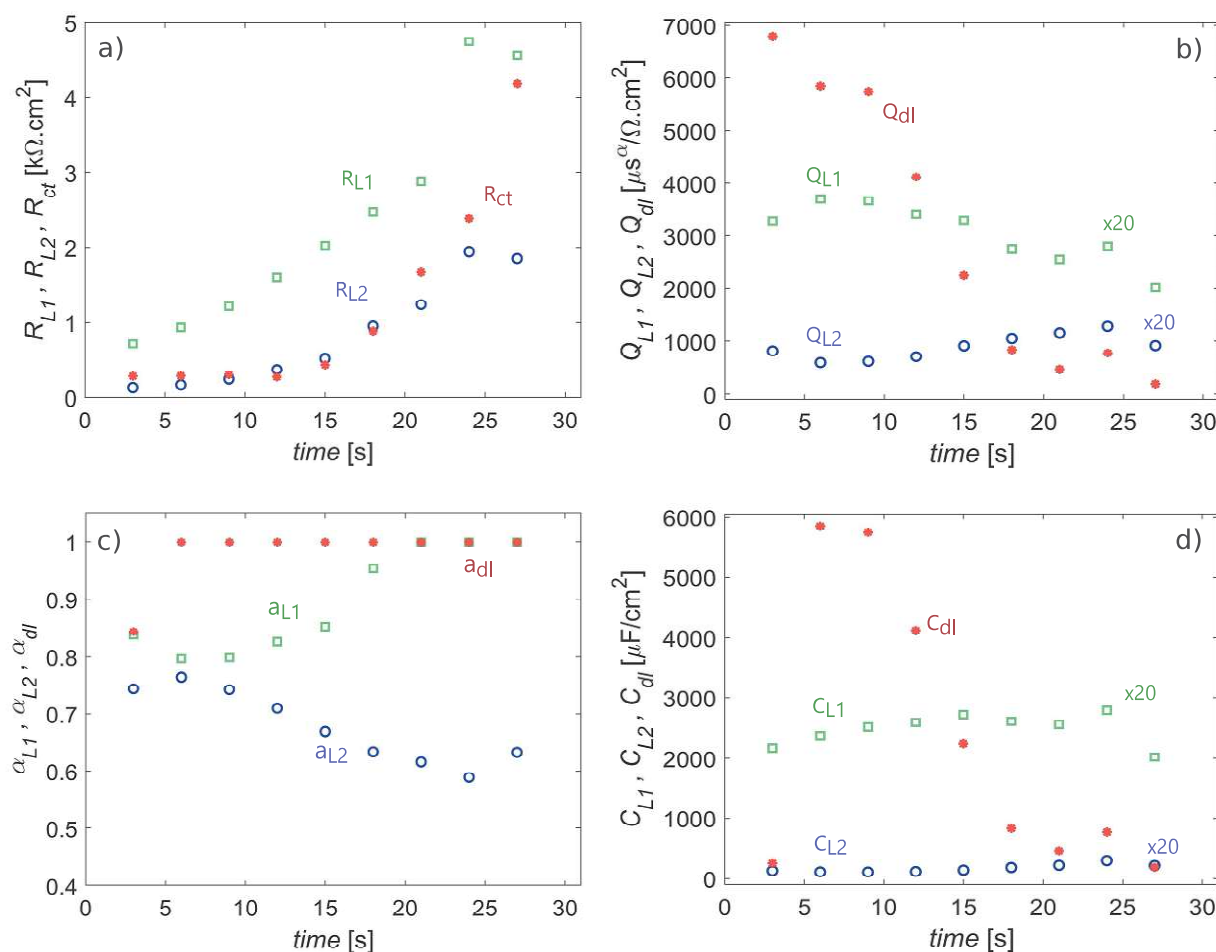 a)
5
4
3
2
1
0
R_L1 , R_L2 , R_ct [kΩ.cm²]
R_L1
R_ct
R_L2
0 5 10 15 20 25 30
time [s]
b)
7000
6000
5000
4000
3000
2000
1000
0
Q_L1 , Q_L2 , Q_dl [μs^α/Ω.cm²]
Q_dl
Q_L1
x20
Q_L2
x20
0 5 10 15 20 25 30
time [s]
c)
1
0.9
0.8
0.7
0.6
0.5
0.4
α_L1 , α_L2 , α_dl
a_dl
a_L1
a_L2
0 5 10 15 20 25 30
time [s]
d)
6000
5000
4000
3000
2000
1000
0
C_L1 , C_L2 , C_dl [μF/cm²]
C_dl
C_L1
x20
C_L2
x20
0 5 10 15 20 25 30
time [s]